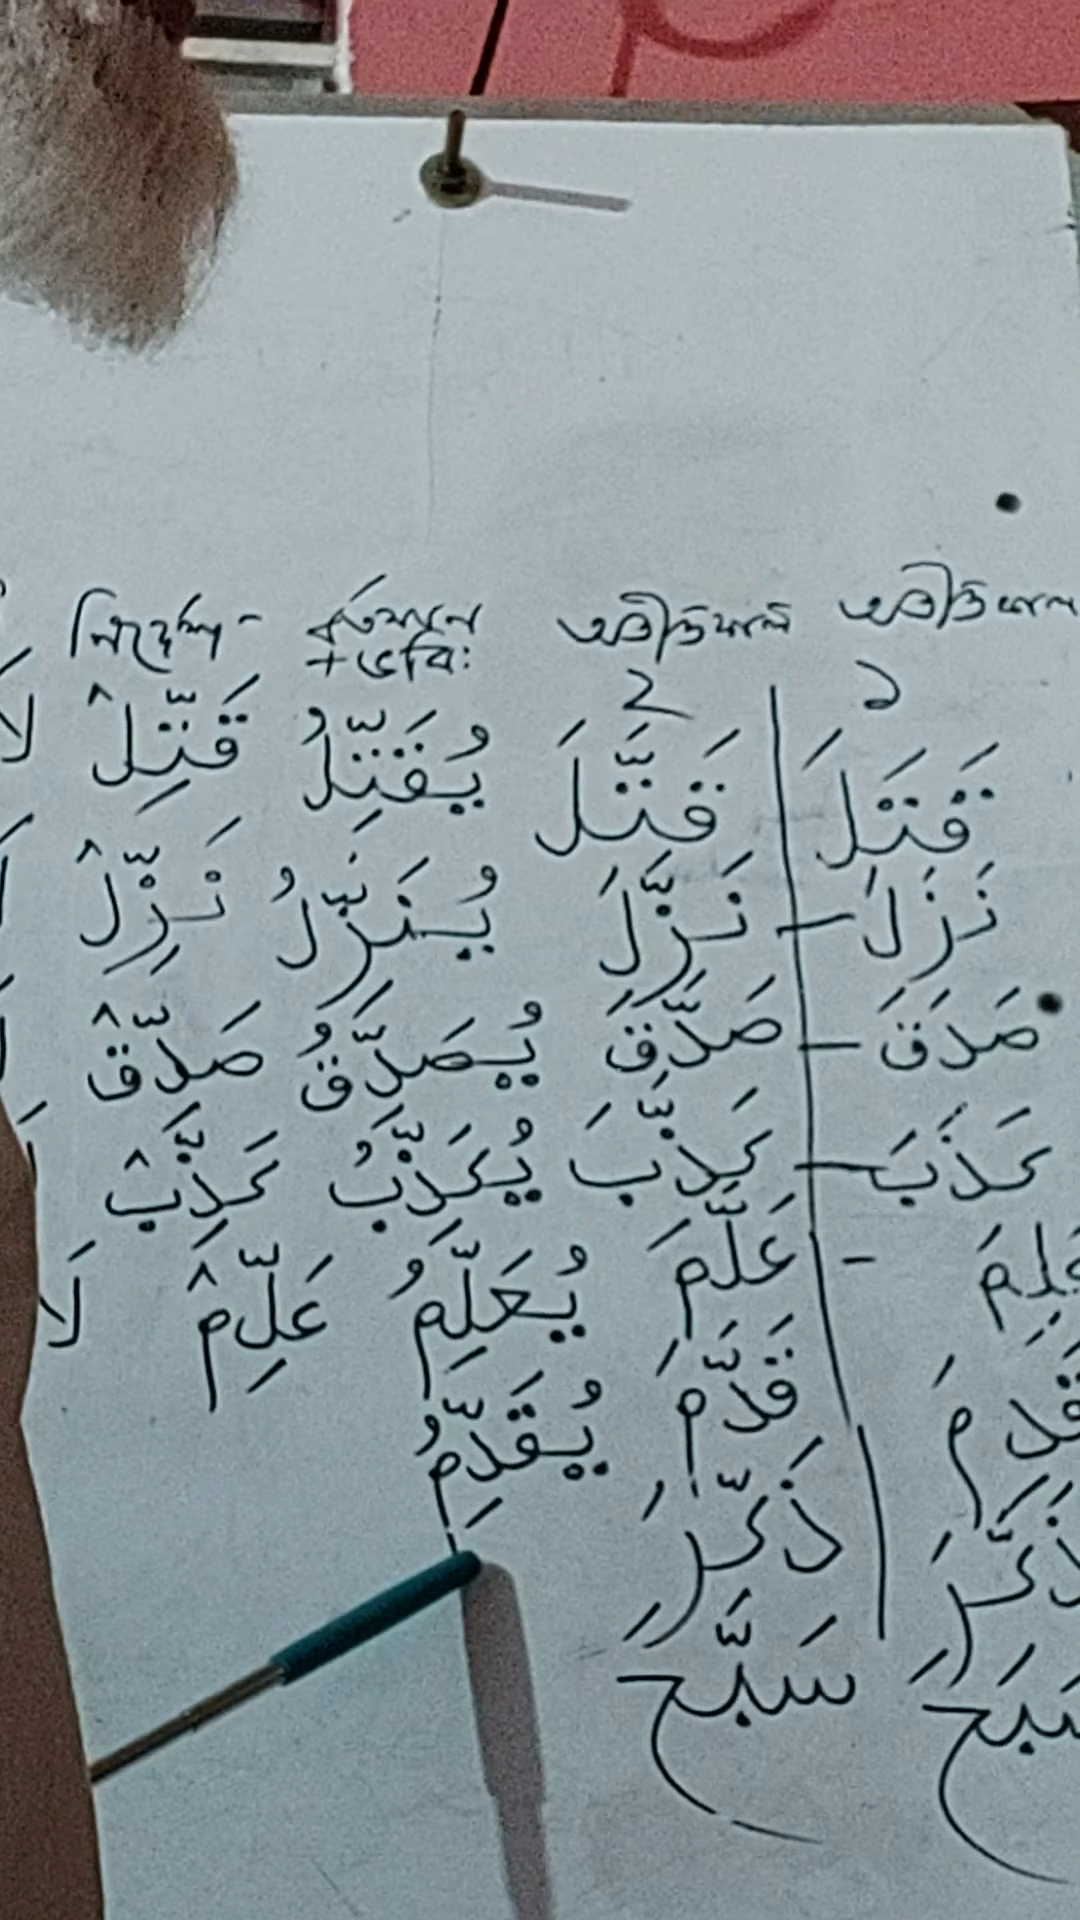 অতীতকাল অতীতকাল বর্তমান নির্দেশ -
১ ২ + ভবি:
قَتَلَ قَتَّلَ يُقَتِّلُ قَتِّلْ لَا
نَزَلَ — نَزَّلَ يُنَزِّلُ نَزِّلْ
صَدَقَ — صَدَّقَ يُصَدِّقُ صَدِّقْ
كَذَبَ — كَذَّبَ يُكَذِّبُ كَذِّبْ
عَلِمَ - عَلَّمَ يُعَلِّمُ عَلِّمْ لَا
قَدِمَ قَدَّمَ يُقَدِّمُ
ذَكَّرَ ذَكَّرَ
سَبَحَ سَبَّحَ